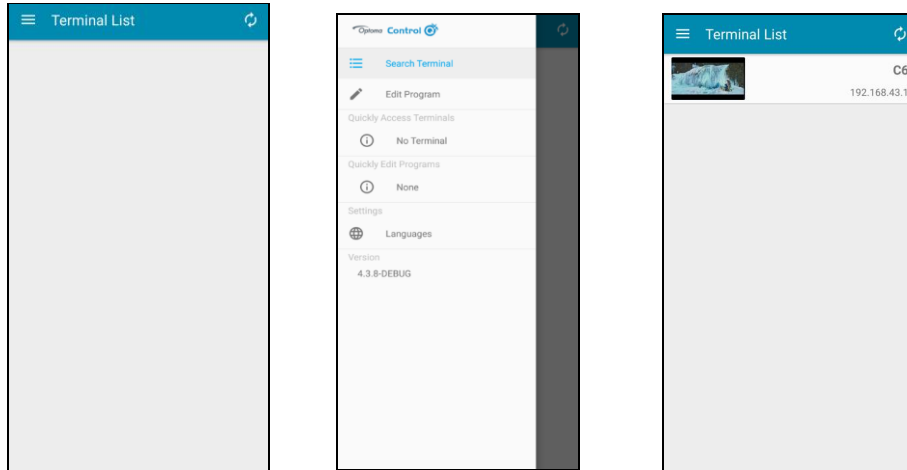 Terminal List
Optoma Control
Search Terminal
Edit Program
Quickly Access Terminals
No Terminal
Quickly Edit Programs
None
Settings
Languages
Version
4.3.8-DEBUG
Terminal List
C6
192.168.43.1